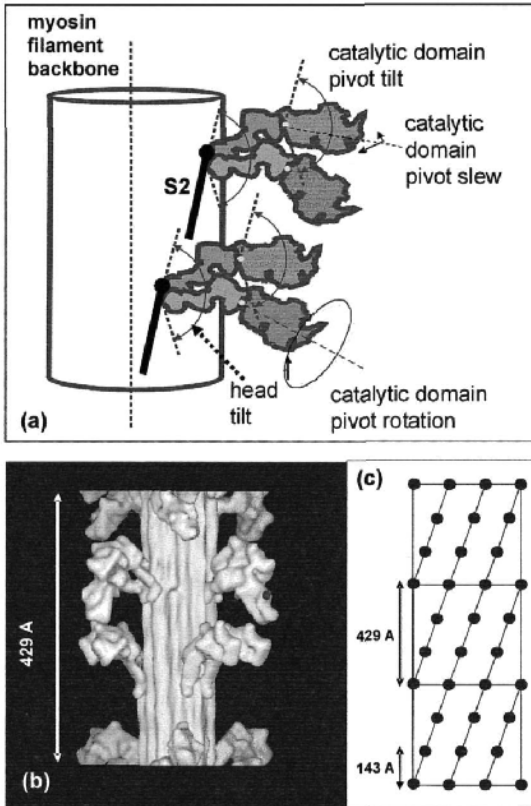 myosin
filament
backbone
catalytic domain
pivot tilt
catalytic
domain
pivot slew
S2
head
tilt
catalytic domain
pivot rotation
(a)
429 A
(b)
(c)
429 A
143 A